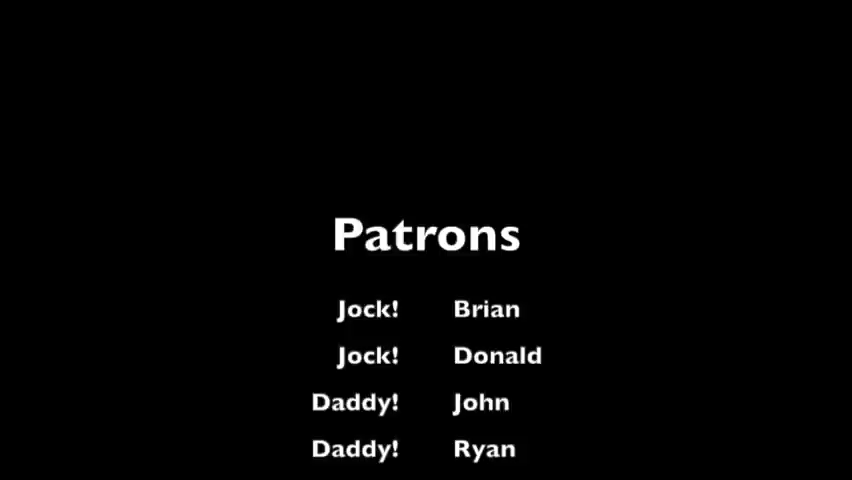 Patrons
Jock! Brian
Jock! Donald
Daddy! John
Daddy! Ryan